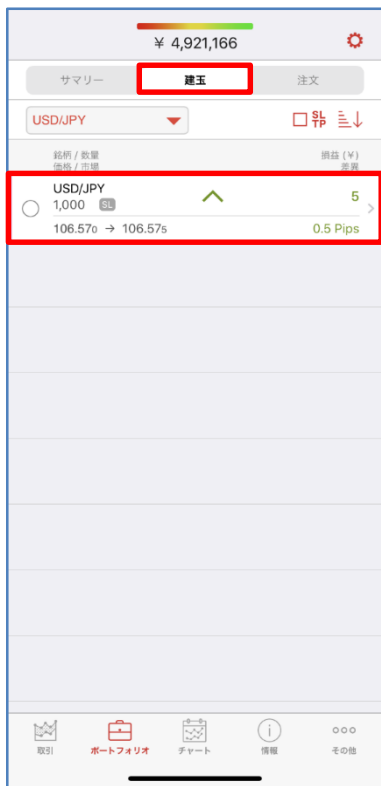 ¥ 4,921,166
サマリー 建玉 注文
USD/JPY SL TP
銘柄 / 数量 損益 (¥)
価格 / 市場 差異
USD/JPY 5
1,000 SL
106.570 → 106.575 0.5 Pips
取引 ポートフォリオ チャート 情報 その他